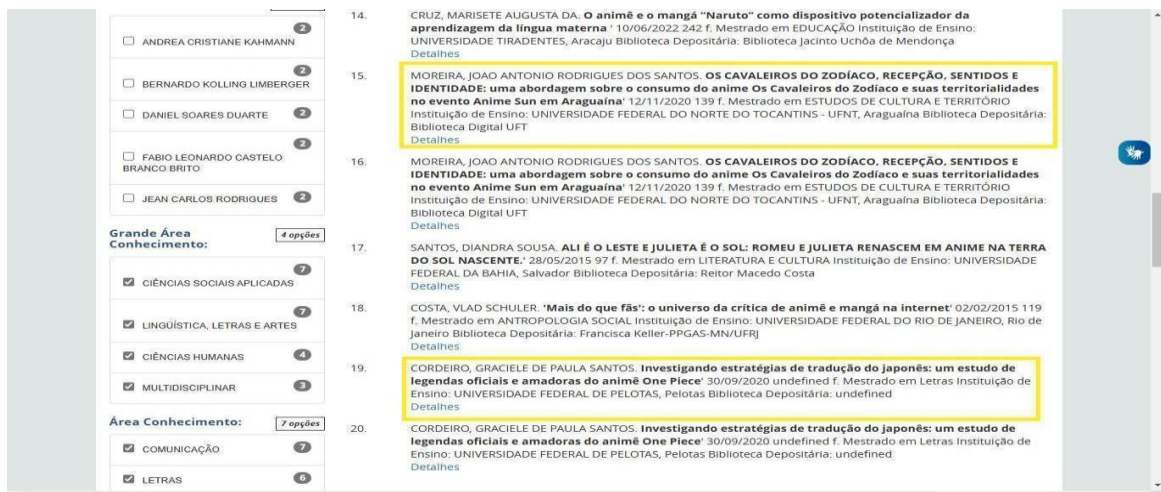 2
ANDREA CRISTIANE KAHMANN
2
BERNARDO KOLLING LIMBERGER
DANIEL SOARES DUARTE 2
2
FABIO LEONARDO CASTELO
BRANCO BRITO
JEAN CARLOS RODRIGUES 2
Grande Área
Conhecimento:
4 opções
7
CIÊNCIAS SOCIAIS APLICADAS
7
LINGÜÍSTICA, LETRAS E ARTES
CIÊNCIAS HUMANAS 4
MULTIDISCIPLINAR 3
Área Conhecimento: 7 opções
COMUNICAÇÃO 7
LETRAS 6
14. CRUZ, MARISETE AUGUSTA DA. O animê e o mangá “Naruto” como dispositivo potencializador da
aprendizagem da língua materna ' 10/06/2022 242 f. Mestrado em EDUCAÇÃO Instituição de Ensino:
UNIVERSIDADE TIRADENTES, Aracaju Biblioteca Depositária: Biblioteca Jacinto Uchôa de Mendonça
Detalhes
15. MOREIRA, JOAO ANTONIO RODRIGUES DOS SANTOS. OS CAVALEIROS DO ZODÍACO, RECEPÇÃO, SENTIDOS E
IDENTIDADE: uma abordagem sobre o consumo do anime Os Cavaleiros do Zodíaco e suas territorialidades
no evento Anime Sun em Araguaína' 12/11/2020 139 f. Mestrado em ESTUDOS DE CULTURA E TERRITÓRIO
Instituição de Ensino: UNIVERSIDADE FEDERAL DO NORTE DO TOCANTINS - UFNT, Araguaína Biblioteca Depositária:
Biblioteca Digital UFT
Detalhes
16. MOREIRA, JOAO ANTONIO RODRIGUES DOS SANTOS. OS CAVALEIROS DO ZODÍACO, RECEPÇÃO, SENTIDOS E
IDENTIDADE: uma abordagem sobre o consumo do anime Os Cavaleiros do Zodíaco e suas territorialidades
no evento Anime Sun em Araguaína' 12/11/2020 139 f. Mestrado em ESTUDOS DE CULTURA E TERRITÓRIO
Instituição de Ensino: UNIVERSIDADE FEDERAL DO NORTE DO TOCANTINS - UFNT, Araguaína Biblioteca Depositária:
Biblioteca Digital UFT
Detalhes
17. SANTOS, DIANDRA SOUSA. ALI É O LESTE E JULIETA É O SOL: ROMEU E JULIETA RENASCEM EM ANIME NA TERRA
DO SOL NASCENTE.' 28/05/2015 97 f. Mestrado em LITERATURA E CULTURA Instituição de Ensino: UNIVERSIDADE
FEDERAL DA BAHIA, Salvador Biblioteca Depositária: Reitor Macedo Costa
Detalhes
18. COSTA, VLAD SCHULER. 'Mais do que fãs': o universo da crítica de animê e mangá na internet' 02/02/2015 119
f. Mestrado em ANTROPOLOGIA SOCIAL Instituição de Ensino: UNIVERSIDADE FEDERAL DO RIO DE JANEIRO, Rio de
Janeiro Biblioteca Depositária: Francisca Keller-PPGAS-MN/UFRJ
Detalhes
19. CORDEIRO, GRACIELE DE PAULA SANTOS. Investigando estratégias de tradução do japonês: um estudo de
legendas oficiais e amadoras do animê One Piece' 30/09/2020 undefined f. Mestrado em Letras Instituição de
Ensino: UNIVERSIDADE FEDERAL DE PELOTAS, Pelotas Biblioteca Depositária: undefined
Detalhes
20. CORDEIRO, GRACIELE DE PAULA SANTOS. Investigando estratégias de tradução do japonês: um estudo de
legendas oficiais e amadoras do animê One Piece' 30/09/2020 undefined f. Mestrado em Letras Instituição de
Ensino: UNIVERSIDADE FEDERAL DE PELOTAS, Pelotas Biblioteca Depositária: undefined
Detalhes